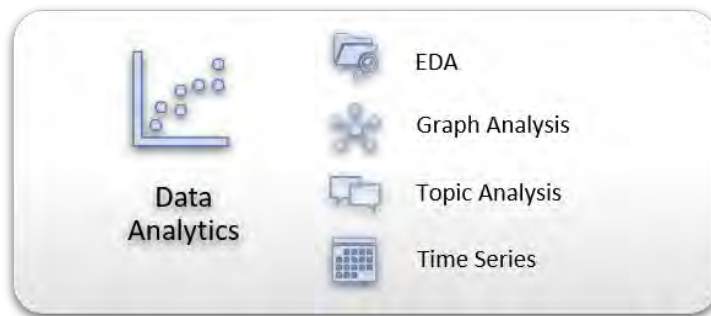 Data
Analytics
EDA
Graph Analysis
Topic Analysis
Time Series